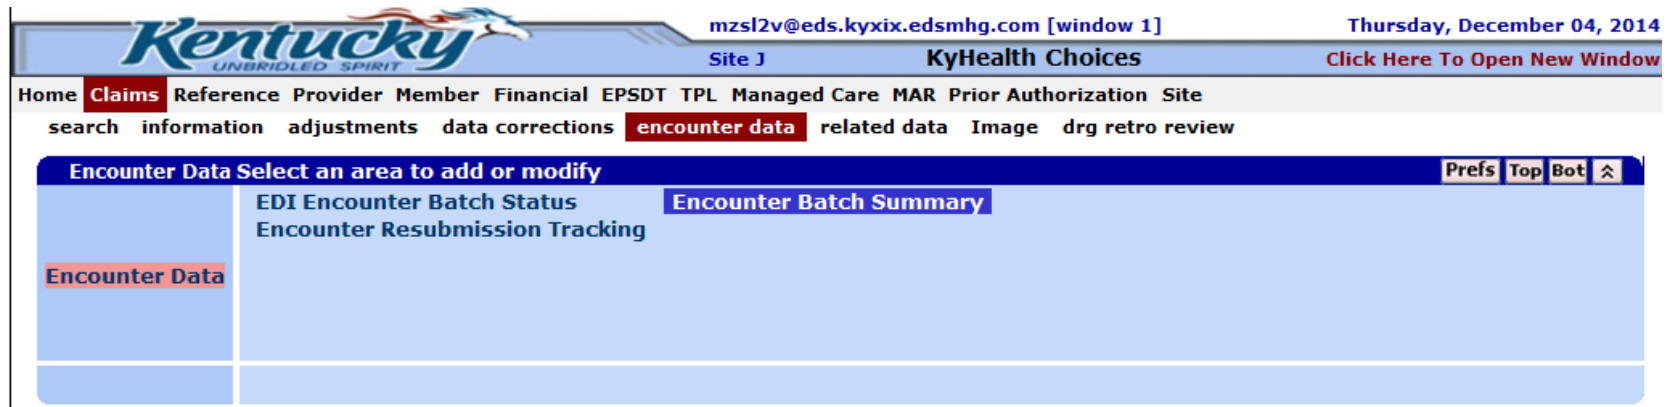 Kentucky
UNBRIDLED SPIRIT
mzsl2v@eds.kyxix.edsmhg.com [window 1]
Thursday, December 04, 2014
Site J
KyHealth Choices
Click Here To Open New Window
Home Claims Reference Provider Member Financial EPSDT TPL Managed Care MAR Prior Authorization Site
search information adjustments data corrections encounter data related data Image drg retro review
Encounter Data Select an area to add or modify
Prefs Top Bot
EDI Encounter Batch Status Encounter Batch Summary
Encounter Resubmission Tracking
Encounter Data